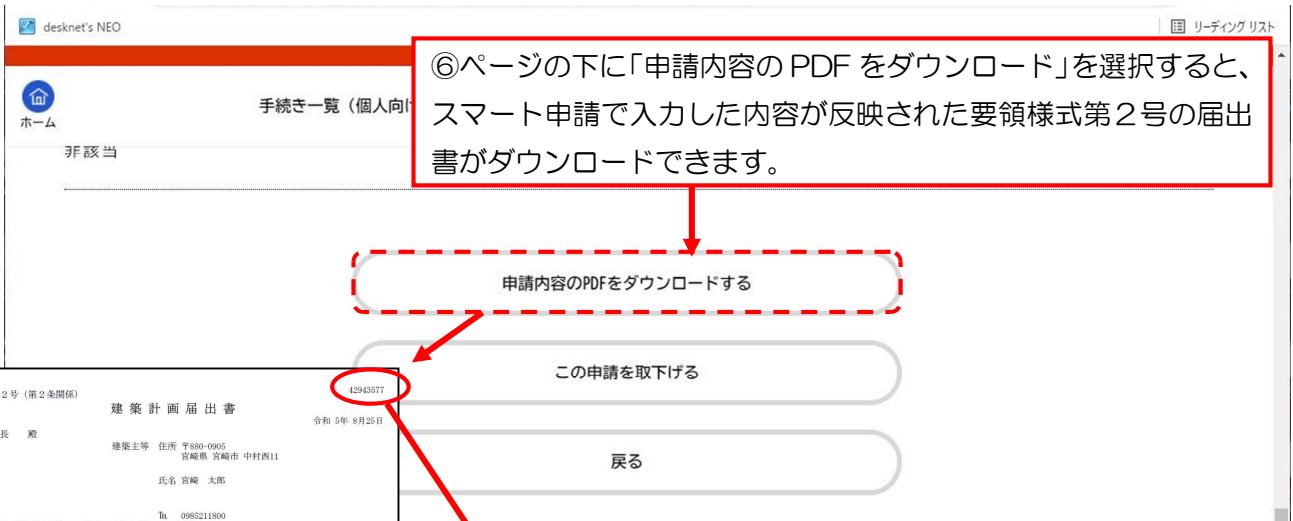 desknet's NEO
リーディング リスト
⑥ページの下に「申請内容の PDF をダウンロード」を選択すると、
スマート申請で入力した内容が反映された要領様式第２号の届出
書がダウンロードできます。
ホーム
手続き一覧（個人向け
非該当
申請内容のPDFをダウンロードする
この申請を取下げる
戻る
２号（第２条関係）
42943577
建 築 計 画 届 出 書
令和 5年 8月25日
長 殿
建築主等 住所 〒880-0905
宮崎県 宮崎市 中村西11
氏名 宮崎 太郎
℡ 0985211800